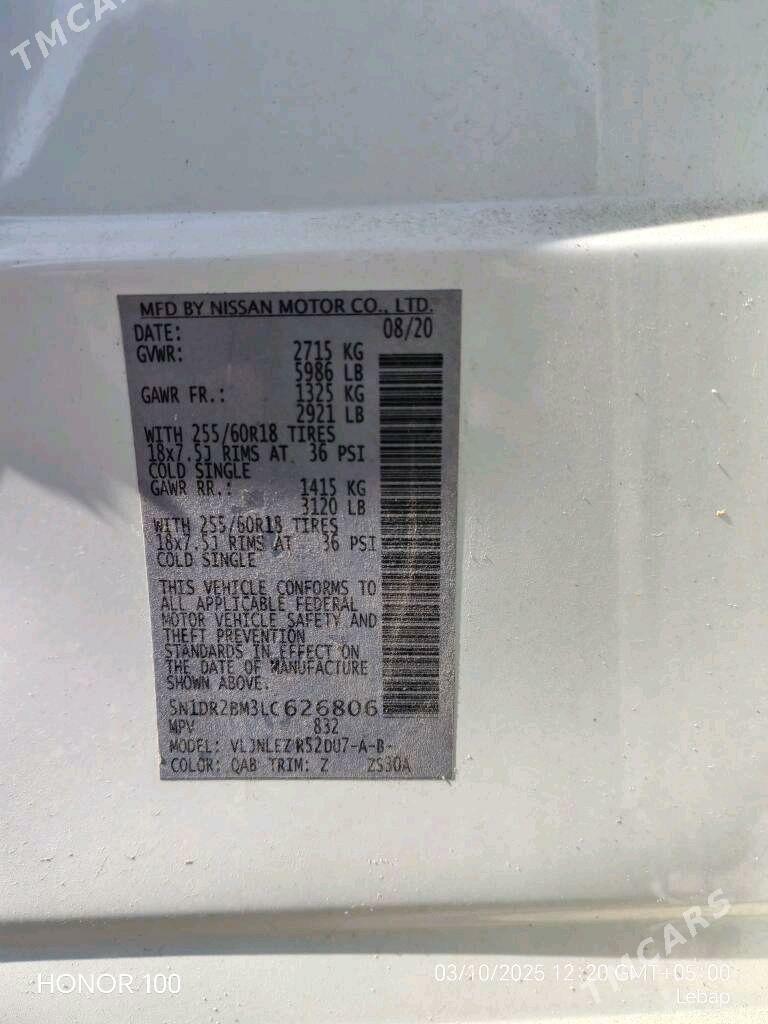 TMCARS
MFD BY NISSAN MOTOR CO., LTD.
DATE: 08/20
GVWR: 2715 KG
5986 LB
GAWR FR.: 1325 KG
2921 LB
WITH 255/60R18 TIRES
18x7.5J RIMS AT 36 PSI
COLD SINGLE
GAWR RR.: 1415 KG
3120 LB
WITH 255/60R18 TIRES
18x7.5J RIMS AT 36 PSI
COLD SINGLE
THIS VEHICLE CONFORMS TO
ALL APPLICABLE FEDERAL
MOTOR VEHICLE SAFETY AND
THEFT PREVENTION
STANDARDS IN EFFECT ON
THE DATE OF MANUFACTURE
SHOWN ABOVE.
5N1DR2BM3LC626806
MPV 832
MODEL: VLJNLEZ R52DU7-A-B-
COLOR: QAB TRIM: Z ZS30A
TMCARS
HONOR 100
03/10/2025 12:20 GMT+05:00
Lebap